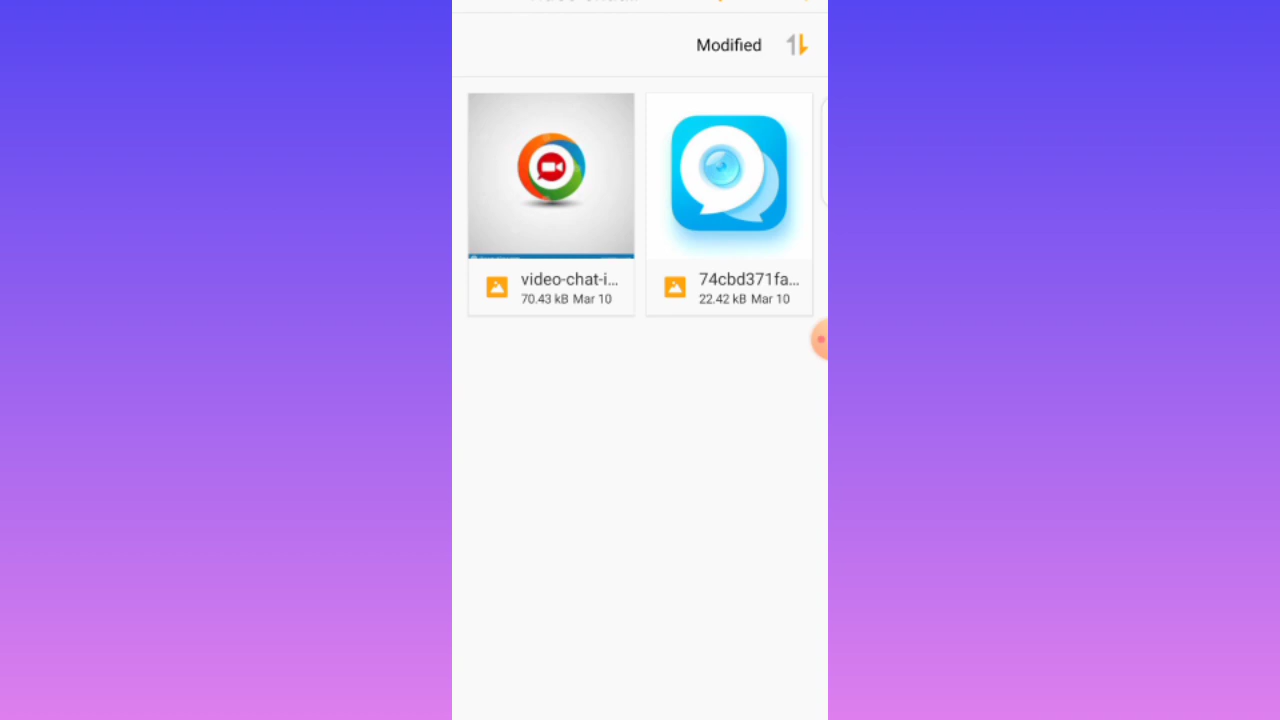 Modified
video-chat-i...
70.43 kB Mar 10
74cbd371fa...
22.42 kB Mar 10